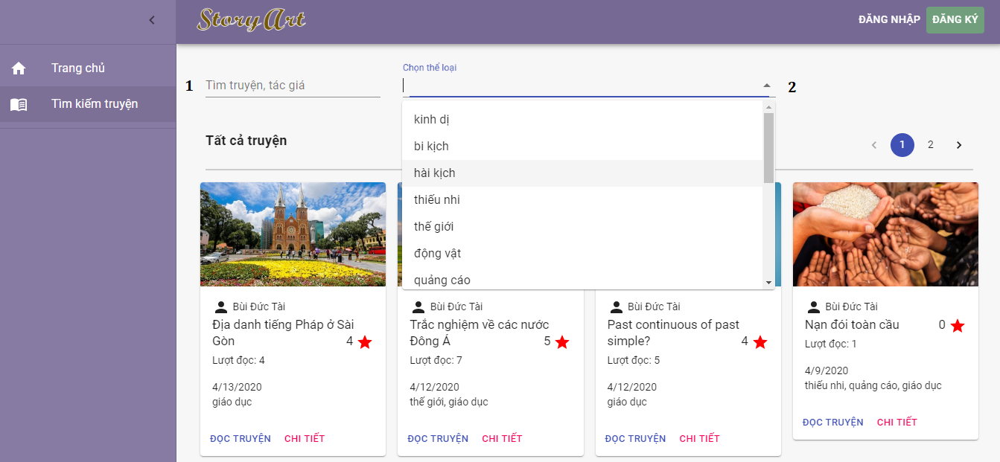 Story Art
ĐĂNG NHẬP
ĐĂNG KÝ
Trang chủ
Tìm kiếm truyện
1
Tìm truyện, tác giá
Chọn thể loại
2
kinh dị
bi kịch
hài kịch
thiếu nhi
thế giới
động vật
quảng cáo
Tất cả truyện
1
2
Bùi Đức Tài
Địa danh tiếng Pháp ở Sài
Gòn
4
Lượt đọc: 4
4/13/2020
giáo dục
ĐỌC TRUYỆN
CHI TIẾT
Bùi Đức Tài
Trắc nghiệm về các nước
Đông Á
5
Lượt đọc: 7
4/12/2020
thế giới, giáo dục
ĐỌC TRUYỆN
CHI TIẾT
Bùi Đức Tài
Past continuous of past
simple?
4
Lượt đọc: 5
4/12/2020
giáo dục
ĐỌC TRUYỆN
CHI TIẾT
Bùi Đức Tài
Nạn đói toàn cầu
0
Lượt đọc: 1
4/9/2020
thiếu nhi, quảng cáo, giáo dục
ĐỌC TRUYỆN
CHI TIẾT